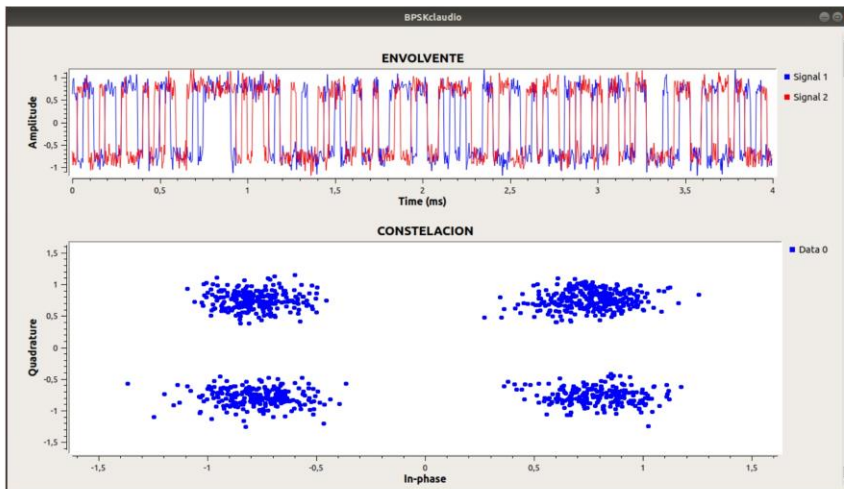 BPSKclaudio
ENVOLVENTE
Amplitude
1
0,5
0
-0,5
-1
Signal 1
Signal 2
0 0,5 1 1,5 2 2,5 3 3,5 4
Time (ms)
CONSTELACION
Quadrature
1,5
1
0,5
0
-0,5
-1
-1,5
Data 0
-1,5 -1 -0,5 0 0,5 1 1,5
In-phase